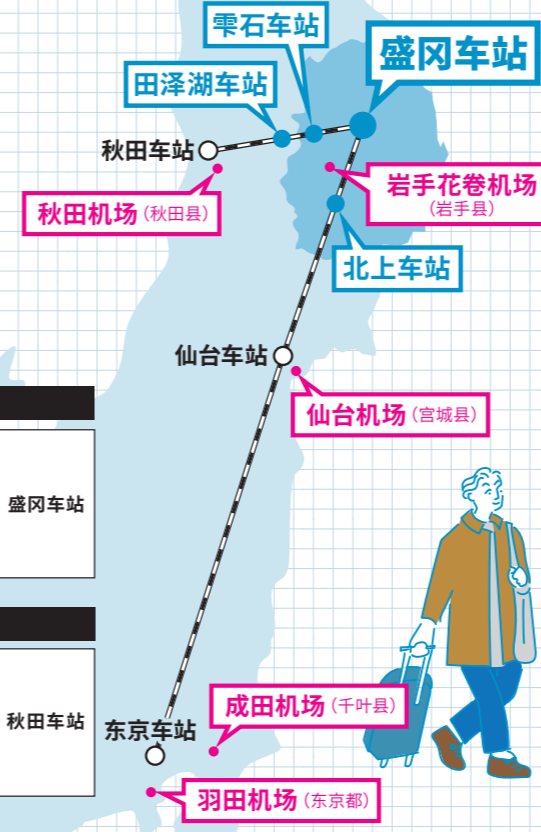 雫石车站
盛冈车站
田泽湖车站
秋田车站
岩手花卷机场
（岩手县）
秋田机场（秋田县）
北上车站
仙台车站
仙台机场（宫城县）
盛冈车站
成田机场（千叶县）
秋田车站
东京车站
羽田机场（东京都）